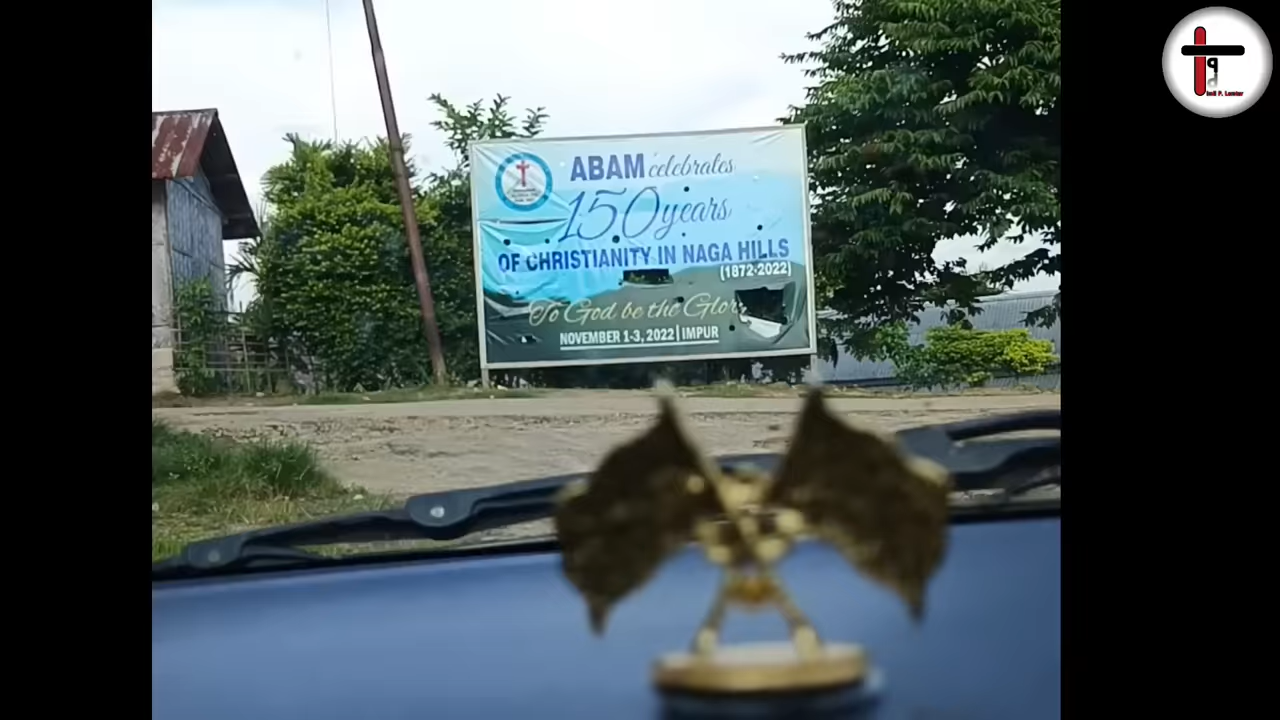 ABAM celebrates
150 years
OF CHRISTIANITY IN NAGA HILLS
(1872-2022)
To God be the Glory
NOVEMBER 1-3, 2022 | IMPUR